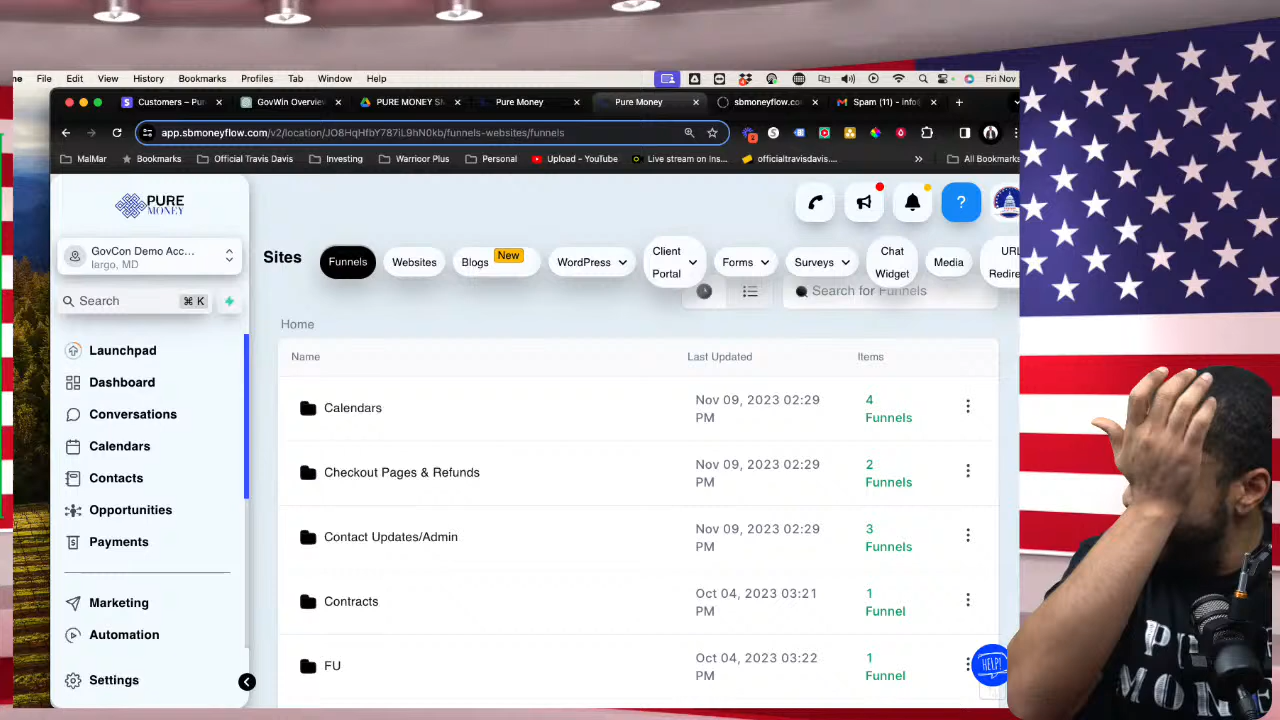 File Edit View History Bookmarks Profiles Tab Window Help Fri Nov
Customers – Pu GovWin Overvie PURE MONEY S Pure Money Pure Money sbmoneyflow.co Spam (11) - info
app.sbmoneyflow.com/v2/location/JO8HqHfbY787iL9hN0kb/funnels-websites/funnels
MalMar Bookmarks Official Travis Davis Investing Warrior Plus Personal Upload - YouTube Live stream on Ins... officialtravisdavis.... » All Bookmarks
PURE
MONEY
GovCon Demo Acc...
largo, MD
Search ⌘ K
Launchpad
Dashboard
Conversations
Calendars
Contacts
Opportunities
Payments
Marketing
Automation
Settings
?
Sites Funnels Websites Blogs New WordPress Client Portal Forms Surveys Chat Widget Media URL Redire
Search for Funnels
Home
Name Last Updated Items
Calendars Nov 09, 2023 02:29 PM 4 Funnels
Checkout Pages & Refunds Nov 09, 2023 02:29 PM 2 Funnels
Contact Updates/Admin Nov 09, 2023 02:29 PM 3 Funnels
Contracts Oct 04, 2023 03:21 PM 1 Funnel
FU Oct 04, 2023 03:22 PM 1 Funnel
HELP!